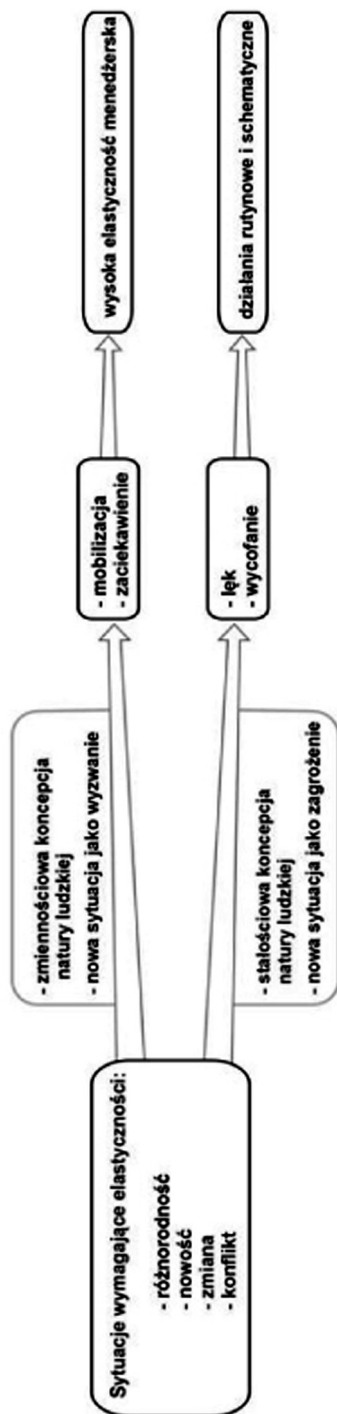 Sytuacje wymagające elastyczności:
- różnorodność
- nowość
- zmiana
- konflikt
- zmiennościowa koncepcja
natury ludzkiej
- nowa sytuacja jako wyzwanie
- mobilizacja
- zaciekawienie
wysoka elastyczność menedżerska
- stałościowa koncepcja
natury ludzkiej
- nowa sytuacja jako zagrożenie
- lęk
- wycofanie
działania rutynowe i schematyczne